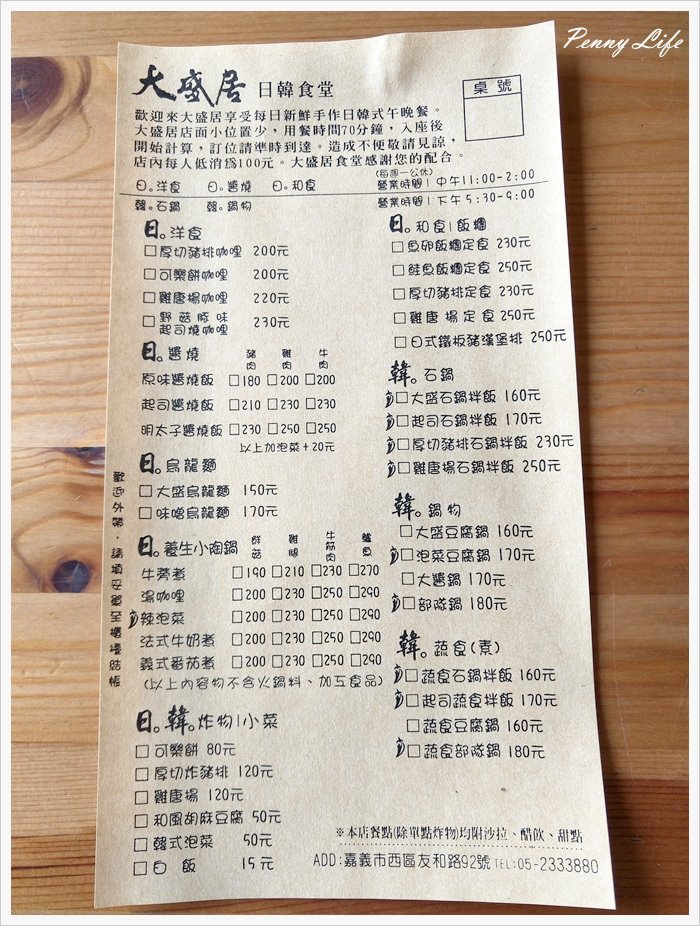 Penny Life
大盛居 日韓食堂
桌號
歡迎來大盛居享受每日新鮮手作日韓式午晚餐。
大盛居店面小位置少,用餐時間70分鐘,入座後
開始計算,訂位請準時到達。造成不便敬請見諒,
店內每人低消為100元。大盛居食堂感謝您的配合。
(每週一公休)
日。洋食 日。醬燒 日。和食 營業時間| 中午11:00-2:00
韓。石鍋 韓。鍋物 營業時間| 下午5:30-9:00
日。洋食
□厚切豬排咖哩 200元
□可樂餅咖哩 200元
□雞唐揚咖哩 220元
□野菇豚味起司燒咖哩 230元
日。醬燒 豬肉 雞肉 牛肉
原味醬燒飯 □180 □200 □200
起司醬燒飯 □210 □230 □230
明太子醬燒飯 □230 □250 □250
以上加泡菜+20元
日。烏龍麵
□大盛烏龍麵 150元
□味噌烏龍麵 170元
日。養生小陶鍋 鮮菇 雞腿 牛筋肉 鱸魚
牛蒡煮 □190 □210 □230 □270
湯咖哩 □200 □230 □250 □290
辣泡菜 □200 □230 □250 □290
法式牛奶煮 □200 □230 □250 □290
義式番茄煮 □200 □230 □250 □290
(以上內容物不含火鍋料、加工食品)
日。韓。炸物|小菜
□可樂餅 80元
□厚切炸豬排 120元
□雞唐揚 120元
□和風胡麻豆腐 50元
□韓式泡菜 50元
□白飯 15元
歡迎外帶,請填妥單至櫃檯結帳
日。和食|飯糰
□魚卵飯糰定食 230元
□鮭魚飯糰定食 250元
□厚切豬排定食 230元
□雞唐揚定食 250元
□日式鐵板豬漢堡排 250元
韓。石鍋
□大盛石鍋拌飯 160元
□起司石鍋拌飯 170元
□厚切豬排石鍋拌飯 230元
□雞唐揚石鍋拌飯 250元
韓。鍋物
□大盛豆腐鍋 160元
□泡菜豆腐鍋 170元
□大醬鍋 170元
□部隊鍋 180元
韓。蔬食(素)
□蔬食石鍋拌飯 160元
□起司蔬食拌飯 170元
□蔬食豆腐鍋 160元
□蔬食部隊鍋 180元
※本店餐點(除單點炸物)均附沙拉、醋飲、甜點
ADD:嘉義市西區友和路92號 TEL:05-2333880